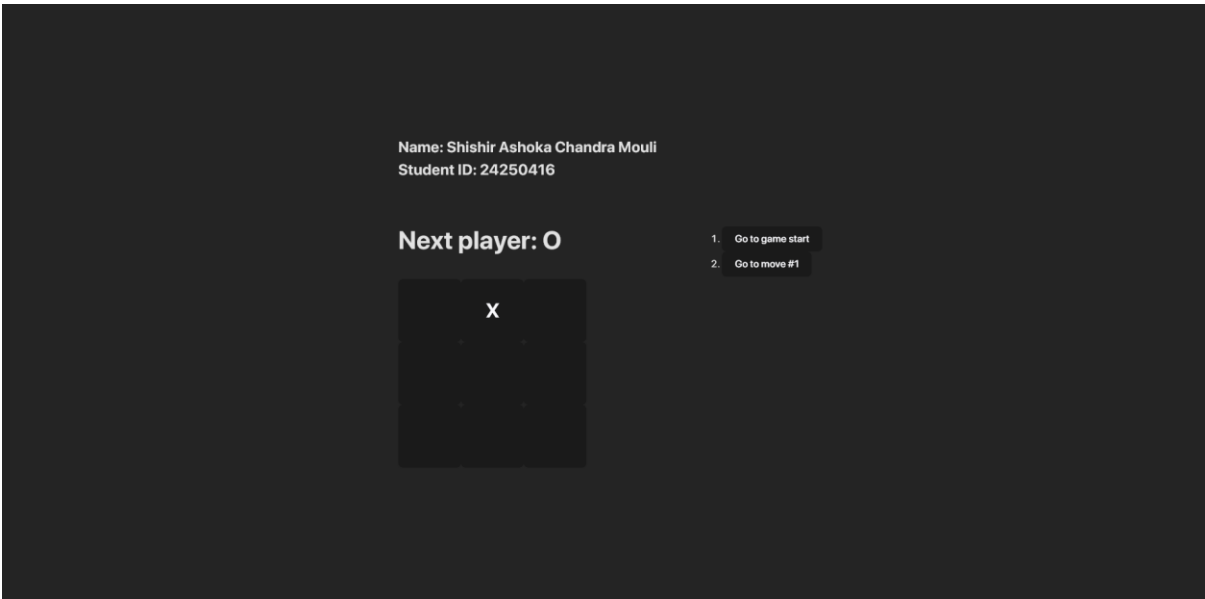 Name: Shishir Ashoka Chandra Mouli
Student ID: 24250416
Next player: O
X
1. Go to game start
2. Go to move #1